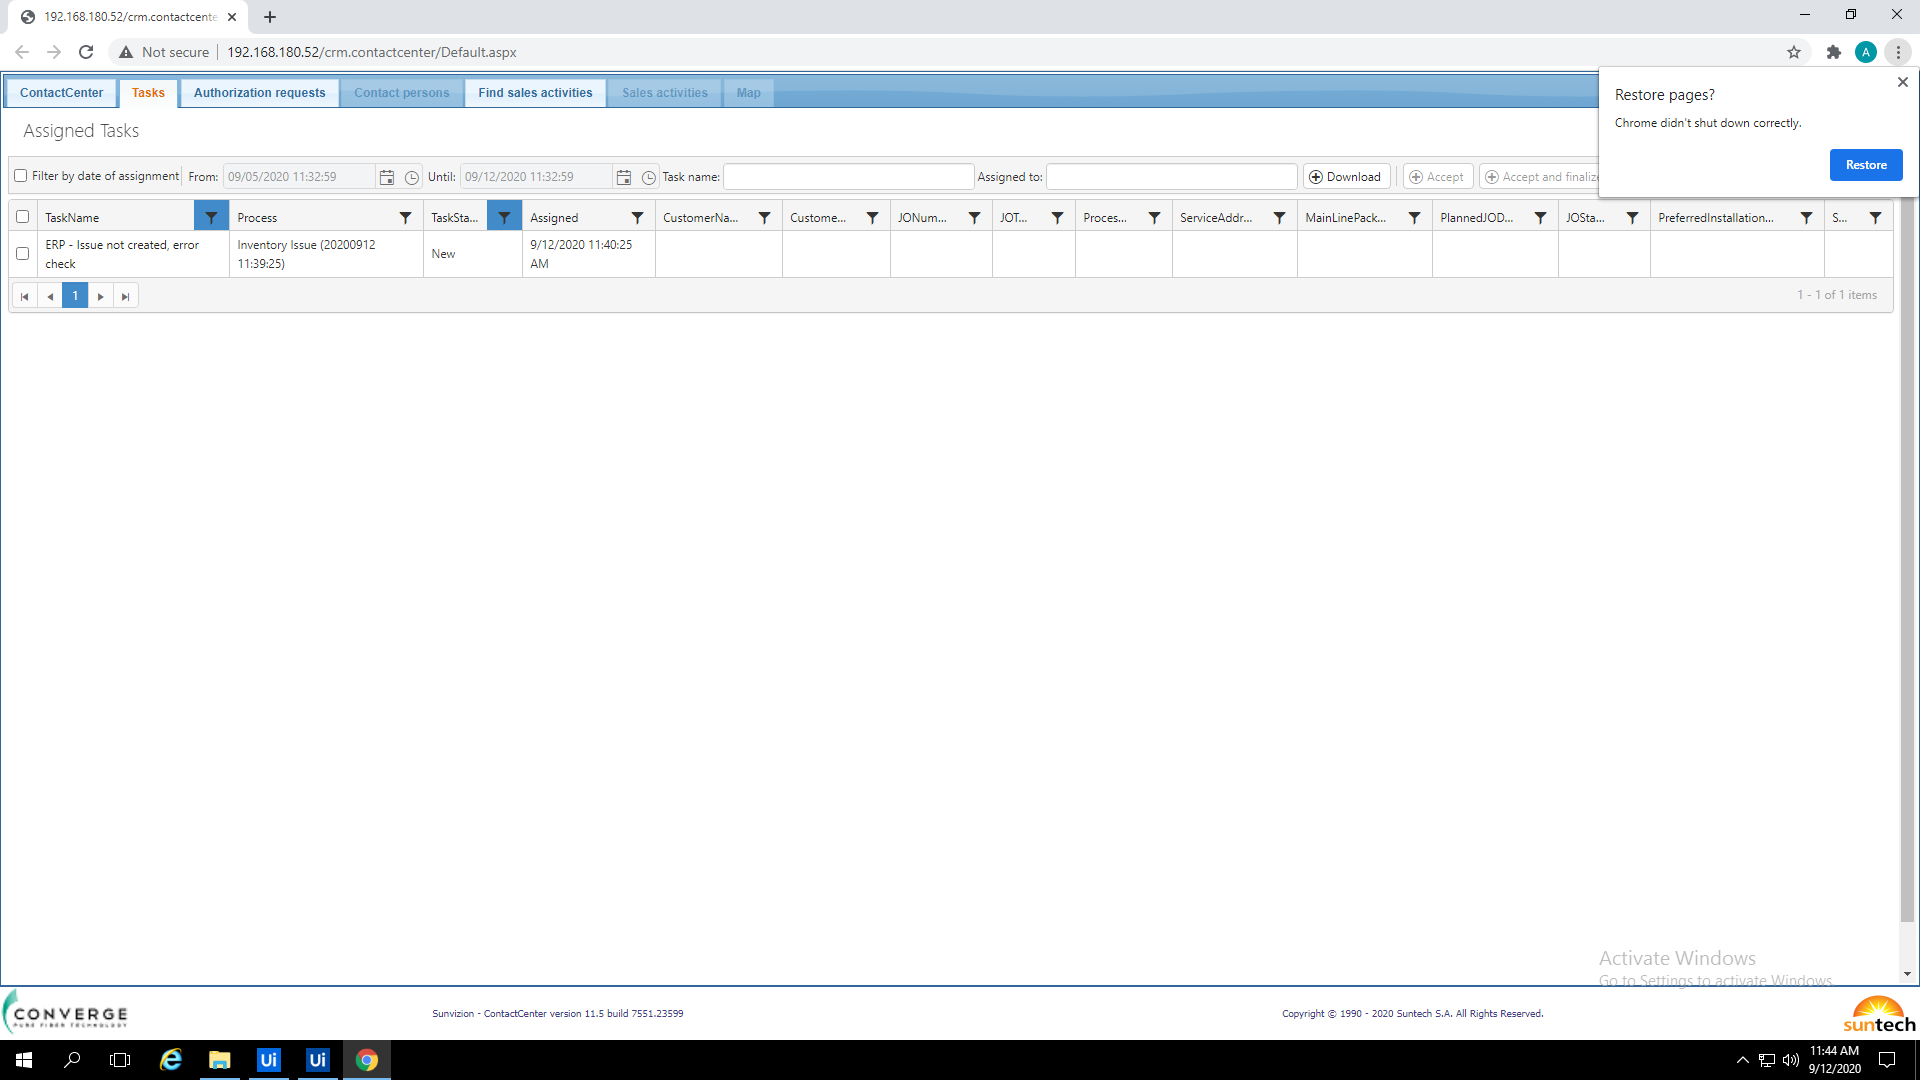 192.168.180.52/crm.contactcente
Not secure
192.168.180.52/crm.contactcenter/Default.aspx
A
ContactCenter
Tasks
Authorization requests
Contact persons
Find sales activities
Sales activities
Map
Restore pages?
Chrome didn't shut down correctly.
Restore
Assigned Tasks
Filter by date of assignment
From:
09/05/2020 11:32:59
Until:
09/12/2020 11:32:59
Task name:
Assigned to:
Download
Accept
Accept and finalize
TaskName
Process
TaskSta...
Assigned
CustomerNa...
Custome...
JONum...
JOT...
Proces...
ServiceAddr...
MainLinePack...
PlannedJOD...
JOSta...
PreferredInstallation...
S...
ERP - Issue not created, error
check
Inventory Issue (20200912
11:39:25)
New
9/12/2020 11:40:25
AM
1
1 - 1 of 1 items
Activate Windows
Go to Settings to activate Windows.
CONVERGE
PURE FIBER TECHNOLOGY
Sunvizion - ContactCenter version 11.5 build 7551.23599
Copyright © 1990 - 2020 Suntech S.A. All Rights Reserved.
suntech
Ui
Ui
11:44 AM
9/12/2020